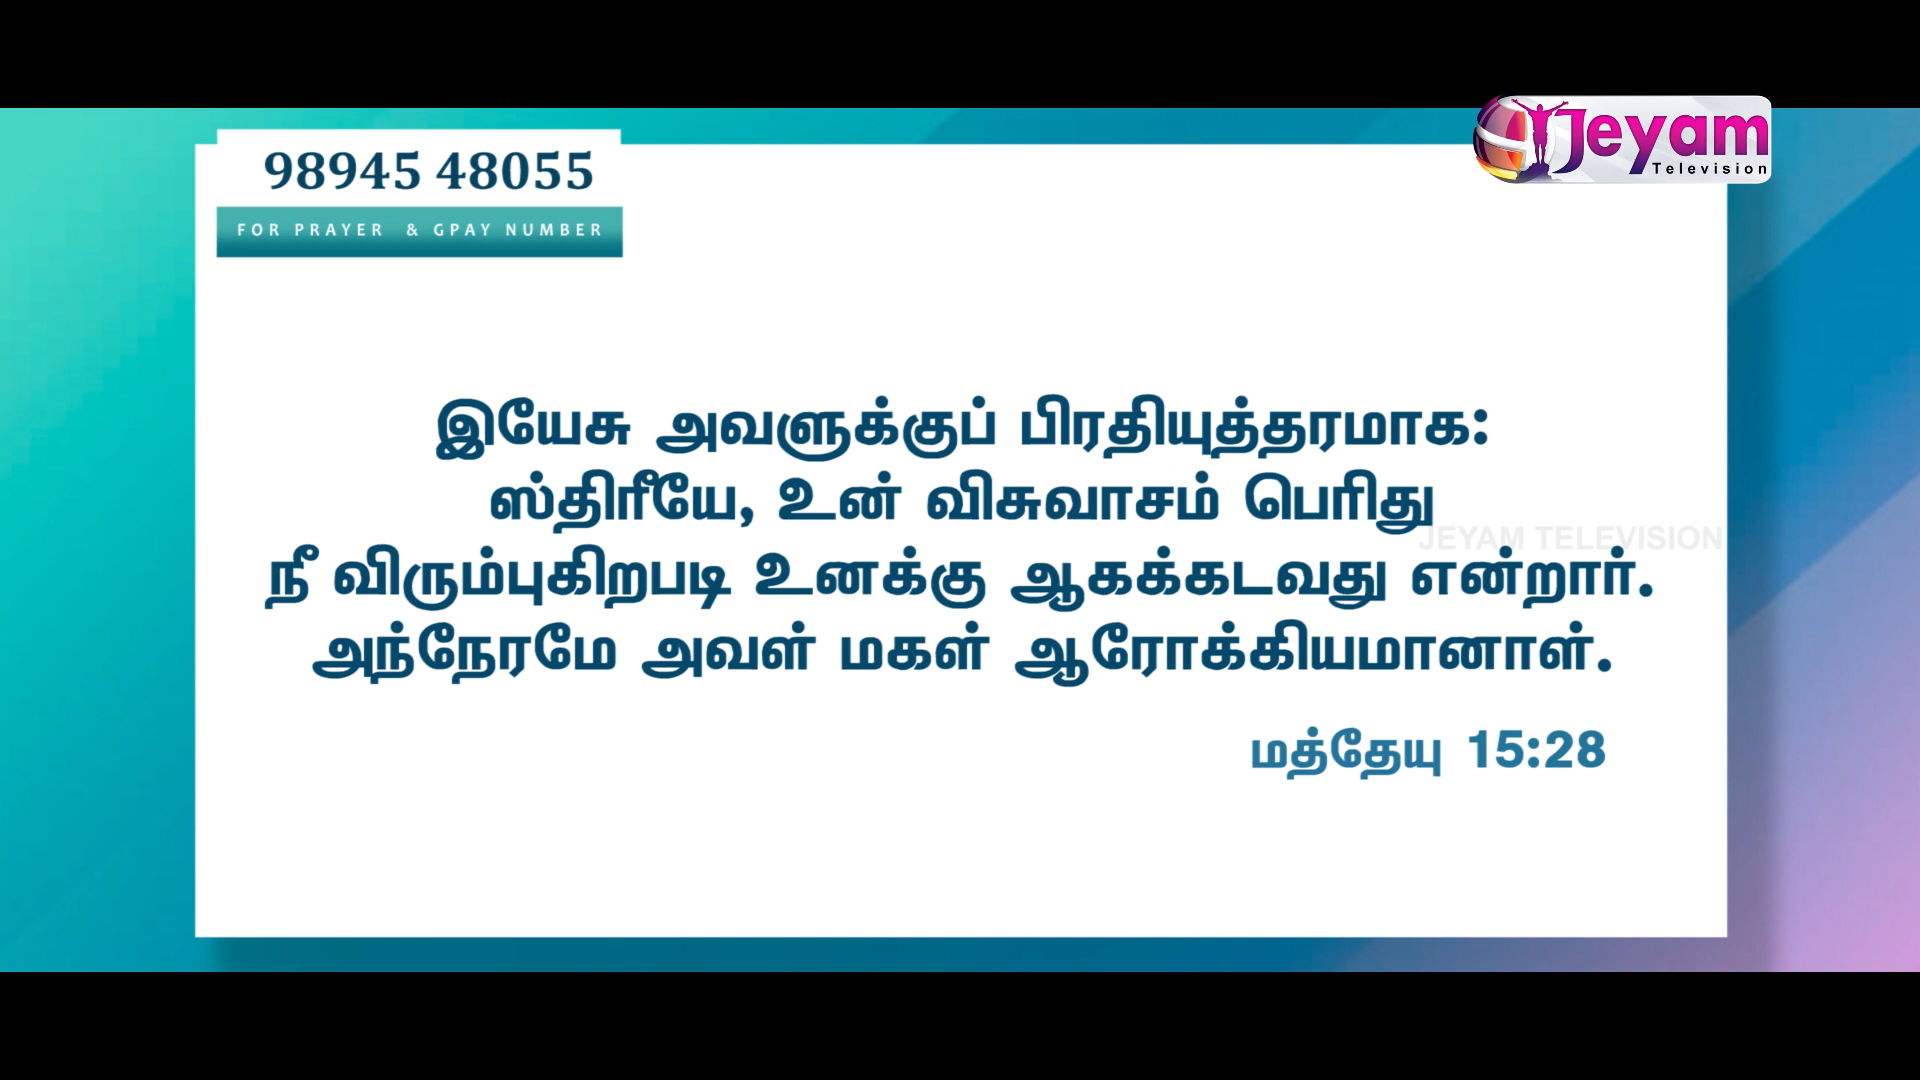 Jeyam
Television
98945 48055
FOR PRAYER & GPAY NUMBER
இயேசு அவளுக்குப் பிரதியுத்தரமாக:
ஸ்திரீயே, உன் விசுவாசம் பெரிது
JEYAM TELEVISION
நீ விரும்புகிறபடி உனக்கு ஆகக்கடவது என்றார்.
அந்நேரமே அவள் மகள் ஆரோக்கியமானாள்.
மத்தேயு 15:28